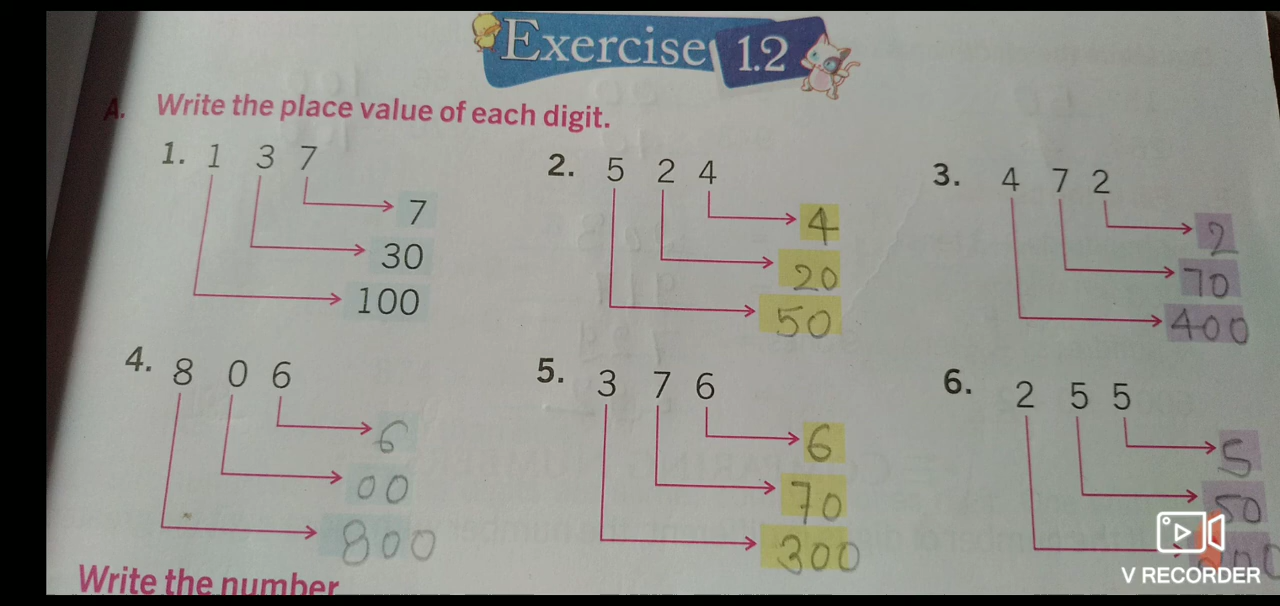 Exercise 1.2
A. Write the place value of each digit.
1. 1 3 7
7
30
100
2. 5 2 4
4
20
50
3. 4 7 2
2
70
400
4. 8 0 6
6
00
800
5. 3 7 6
6
70
300
6. 2 5 5
5
50
V RECORDER
Write the number